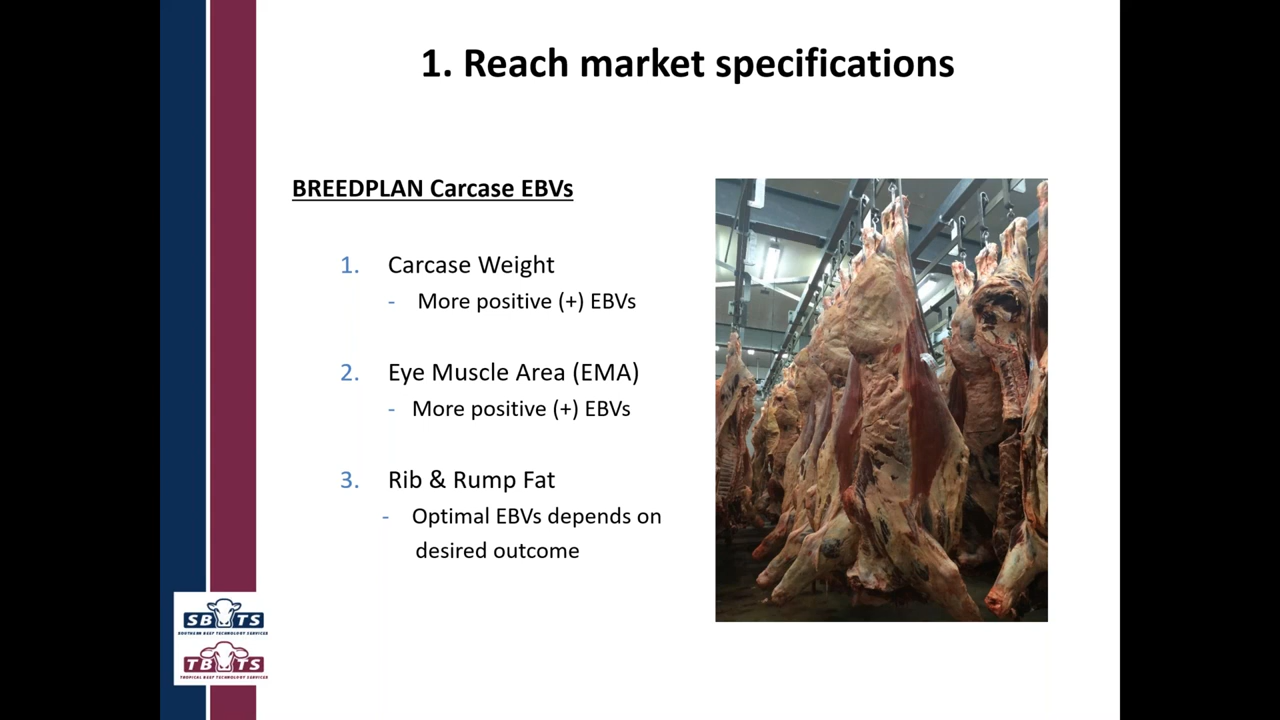 1. Reach market specifications
BREEDPLAN Carcase EBVs
1. Carcase Weight
- More positive (+) EBVs
2. Eye Muscle Area (EMA)
- More positive (+) EBVs
3. Rib & Rump Fat
- Optimal EBVs depends on
desired outcome
SBTS
SOUTHERN BEEF TECHNOLOGY SERVICES
TBTS
TROPICAL BEEF TECHNOLOGY SERVICES